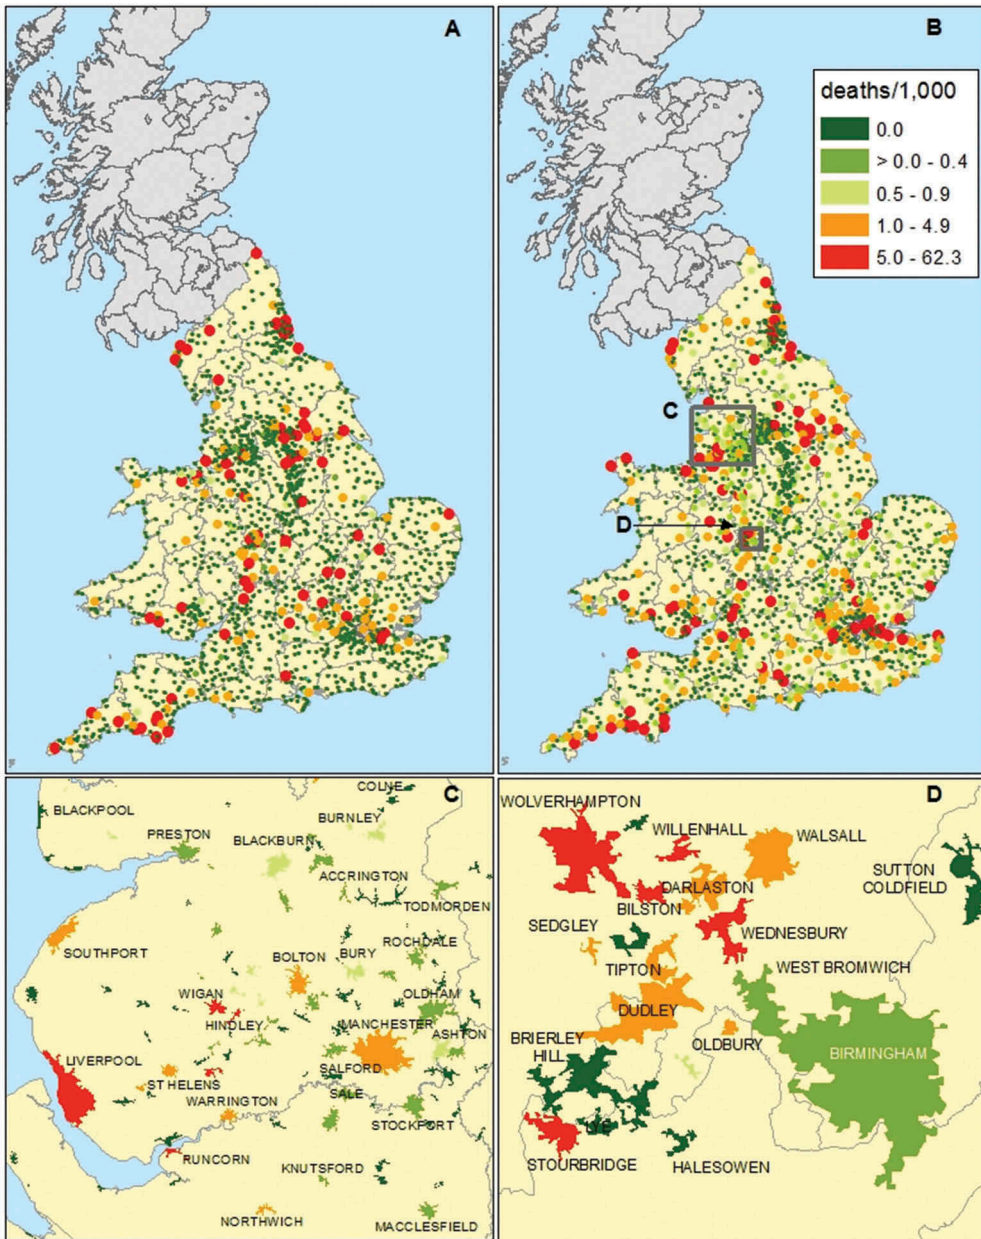 A
B
deaths/1,000
0.0
> 0.0 - 0.4
0.5 - 0.9
1.0 - 4.9
5.0 - 62.3
C
D
C
COLNE
BLACKPOOL
BURNLEY
PRESTON
BLACKBURN
ACCRINGTON
TODMORDEN
SOUTHPORT
ROCHDALE
BURY
BOLTON
WIGAN
OLDHAM
HINDLEY
MANCHESTER
ASHTON
LIVERPOOL
SALFORD
ST HELENS
SALE
WARRINGTON
STOCKPORT
RUNCORN
KNUTSFORD
NORTHWICH
MACCLESFIELD
D
WOLVERHAMPTON
WILLENHALL
WALSALL
SUTTON
COLDFIELD
DARLASTON
BILSTON
SEDGLEY
WEDNESBURY
TIPTON
WEST BROMWICH
DUDLEY
BRIERLEY
HILL
OLDBURY
BIRMINGHAM
LYE
STOURBRIDGE
HALESOWEN